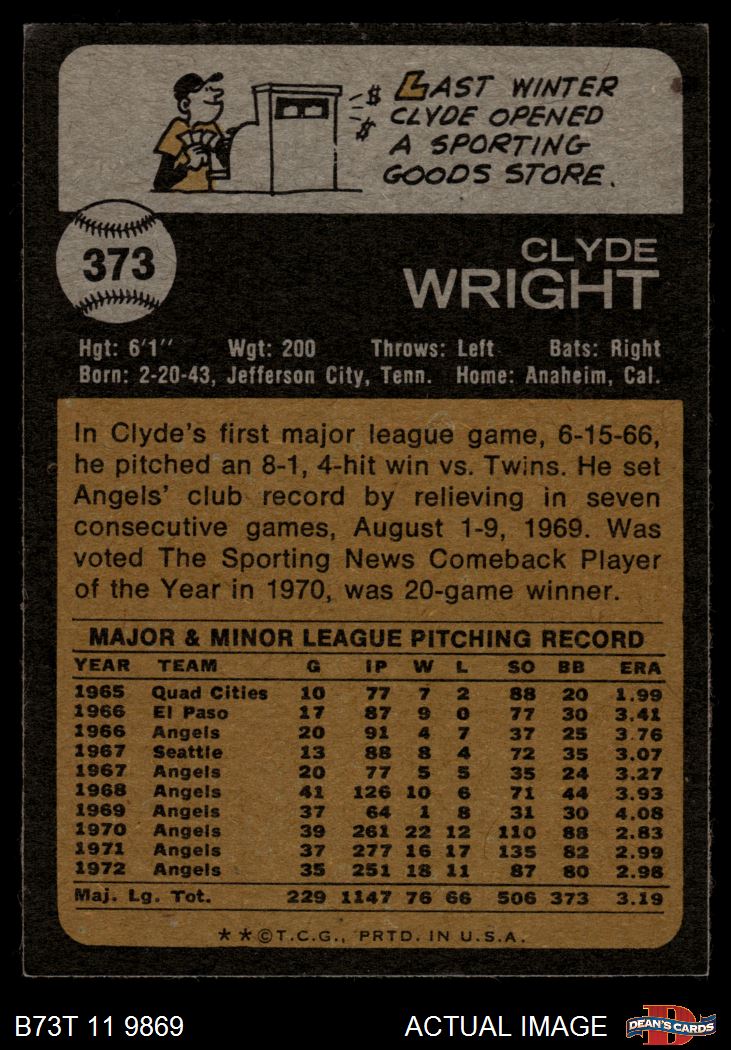 $ LAST WINTER
$ CLYDE OPENED
A SPORTING
GOODS STORE.
373
CLYDE
WRIGHT
Hgt: 6'1" Wgt: 200 Throws: Left Bats: Right
Born: 2-20-43, Jefferson City, Tenn. Home: Anaheim, Cal.
In Clyde's first major league game, 6-15-66,
he pitched an 8-1, 4-hit win vs. Twins. He set
Angels' club record by relieving in seven
consecutive games, August 1-9, 1969. Was
voted The Sporting News Comeback Player
of the Year in 1970, was 20-game winner.
MAJOR & MINOR LEAGUE PITCHING RECORD
YEAR TEAM G IP W L SO BB ERA
1965 Quad Cities 10 77 7 2 88 20 1.99
1966 El Paso 17 87 9 0 77 30 3.41
1966 Angels 20 91 4 7 37 25 3.76
1967 Seattle 13 88 8 4 72 35 3.07
1967 Angels 20 77 5 5 35 24 3.27
1968 Angels 41 126 10 6 71 44 3.93
1969 Angels 37 64 1 8 31 30 4.08
1970 Angels 39 261 22 12 110 88 2.83
1971 Angels 37 277 16 17 135 82 2.99
1972 Angels 35 251 18 11 87 80 2.98
Maj. Lg. Tot. 229 1147 76 66 506 373 3.19
**©T.C.G., PRTD. IN U.S.A.
B73T 11 9869 ACTUAL IMAGE D DEAN'S CARDS